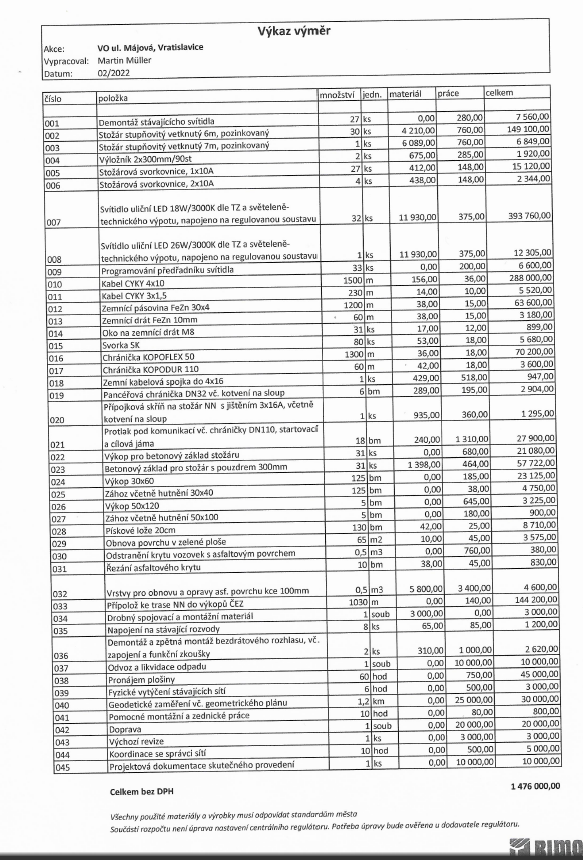 Výkaz výměr
Akce: VO ul. Májová, Vratislavice
Vypracoval: Martin Müller
Datum: 02/2022
číslo položka množství jedn. materiál práce celkem
001 Demontáž stávajícícho svítidla 27 ks 0,00 280,00 7 560,00
002 Stožár stupňovitý vetknutý 6m, pozinkovaný 30 ks 4 210,00 760,00 149 100,00
003 Stožár stupňovitý vetknutý 7m, pozinkovaný 1 ks 6 089,00 760,00 6 849,00
004 Výložník 2x300mm/90st 2 ks 675,00 285,00 1 920,00
005 Stožárová svorkovnice, 1x10A 27 ks 412,00 148,00 15 120,00
006 Stožárová svorkovnice, 2x10A 4 ks 438,00 148,00 2 344,00
Svítidlo uliční LED 18W/3000K dle TZ a světeleně-
007 technického výpotu, napojeno na regulovanou soustavu 32 ks 11 930,00 375,00 393 760,00
Svítidlo uliční LED 26W/3000K dle TZ a světeleně-
008 technického výpotu, napojeno na regulovanou soustavu 1 ks 11 930,00 375,00 12 305,00
009 Programování předřadníku svítidla 33 ks 0,00 200,00 6 600,00
010 Kabel CYKY 4x10 1500 m 156,00 36,00 288 000,00
011 Kabel CYKY 3x1,5 230 m 14,00 10,00 5 520,00
012 Zemnící pásovina FeZn 30x4 1200 m 38,00 15,00 63 600,00
013 Zemnící drát FeZn 10mm 60 m 38,00 15,00 3 180,00
014 Oko na zemnící drát M8 31 ks 17,00 12,00 899,00
015 Svorka SK 80 ks 53,00 18,00 5 680,00
016 Chránička KOPOFLEX 50 1300 m 36,00 18,00 70 200,00
017 Chránička KOPODUR 110 60 m 42,00 18,00 3 600,00
018 Zemní kabelová spojka do 4x16 1 ks 429,00 518,00 947,00
019 Pancéřová chránička DN32 vč. kotvení na sloup 6 bm 289,00 195,00 2 904,00
Přípojková skříň na stožár NN s jištěním 3x16A, včetně
020 kotvení na sloup 1 ks 935,00 360,00 1 295,00
Protlak pod komunikací vč. chráničky DN110, startovací
021 a cílová jáma 18 bm 240,00 1 310,00 27 900,00
022 Výkop pro betonový základ stožáru 31 ks 0,00 680,00 21 080,00
023 Betonový základ pro stožár s pouzdrem 300mm 31 ks 1 398,00 464,00 57 722,00
024 Výkop 30x60 125 bm 0,00 185,00 23 125,00
025 Zához včetně hutnění 30x40 125 bm 0,00 38,00 4 750,00
026 Výkop 50x120 5 bm 0,00 645,00 3 225,00
027 Zához včetně hutnění 50x100 5 bm 0,00 180,00 900,00
028 Pískové lože 20cm 130 bm 42,00 25,00 8 710,00
029 Obnova povrchu v zelené ploše 65 m2 10,00 45,00 3 575,00
030 Odstranění krytu vozovek s asfaltovým povrchem 0,5 m3 0,00 760,00 380,00
031 Řezání asfaltového krytu 10 bm 38,00 45,00 830,00
032 Vrstvy pro obnovu a opravy asf. povrchu kce 100mm 0,5 m3 5 800,00 3 400,00 4 600,00
033 Přípolož ke trase NN do výkopů ČEZ 1030 m 0,00 140,00 144 200,00
034 Drobný spojovací a montážní materiál 1 soub 3 000,00 0,00 3 000,00
035 Napojení na stávající rozvody 8 ks 65,00 85,00 1 200,00
Demontáž a zpětná montáž bezdrátového rozhlasu, vč.
036 zapojení a funkční zkoušky 2 ks 310,00 1 000,00 2 620,00
037 Odvoz a likvidace odpadu 1 soub 0,00 10 000,00 10 000,00
038 Pronájem plošiny 60 hod 0,00 750,00 45 000,00
039 Fyzické vytýčení stávajících sítí 6 hod 0,00 500,00 3 000,00
040 Geodetické zaměření vč. geometrického plánu 1,2 km 0,00 25 000,00 30 000,00
041 Pomocné montážní a zednické práce 10 hod 0,00 80,00 800,00
042 Doprava 1 soub 0,00 20 000,00 20 000,00
043 Výchozí revize 1 ks 0,00 3 000,00 3 000,00
044 Koordinace se správci sítí 10 hod 0,00 500,00 5 000,00
045 Projektová dokumentace skutečného provedení 1 ks 0,00 10 000,00 10 000,00
Celkem bez DPH 1 476 000,00
Všechny použité materiály a výrobky musí odpovídat standardům města
Součástí rozpočtu není úprava nastavení centrálního regulátoru. Potřeba úpravy bude ověřena u dodavatele regulátoru.